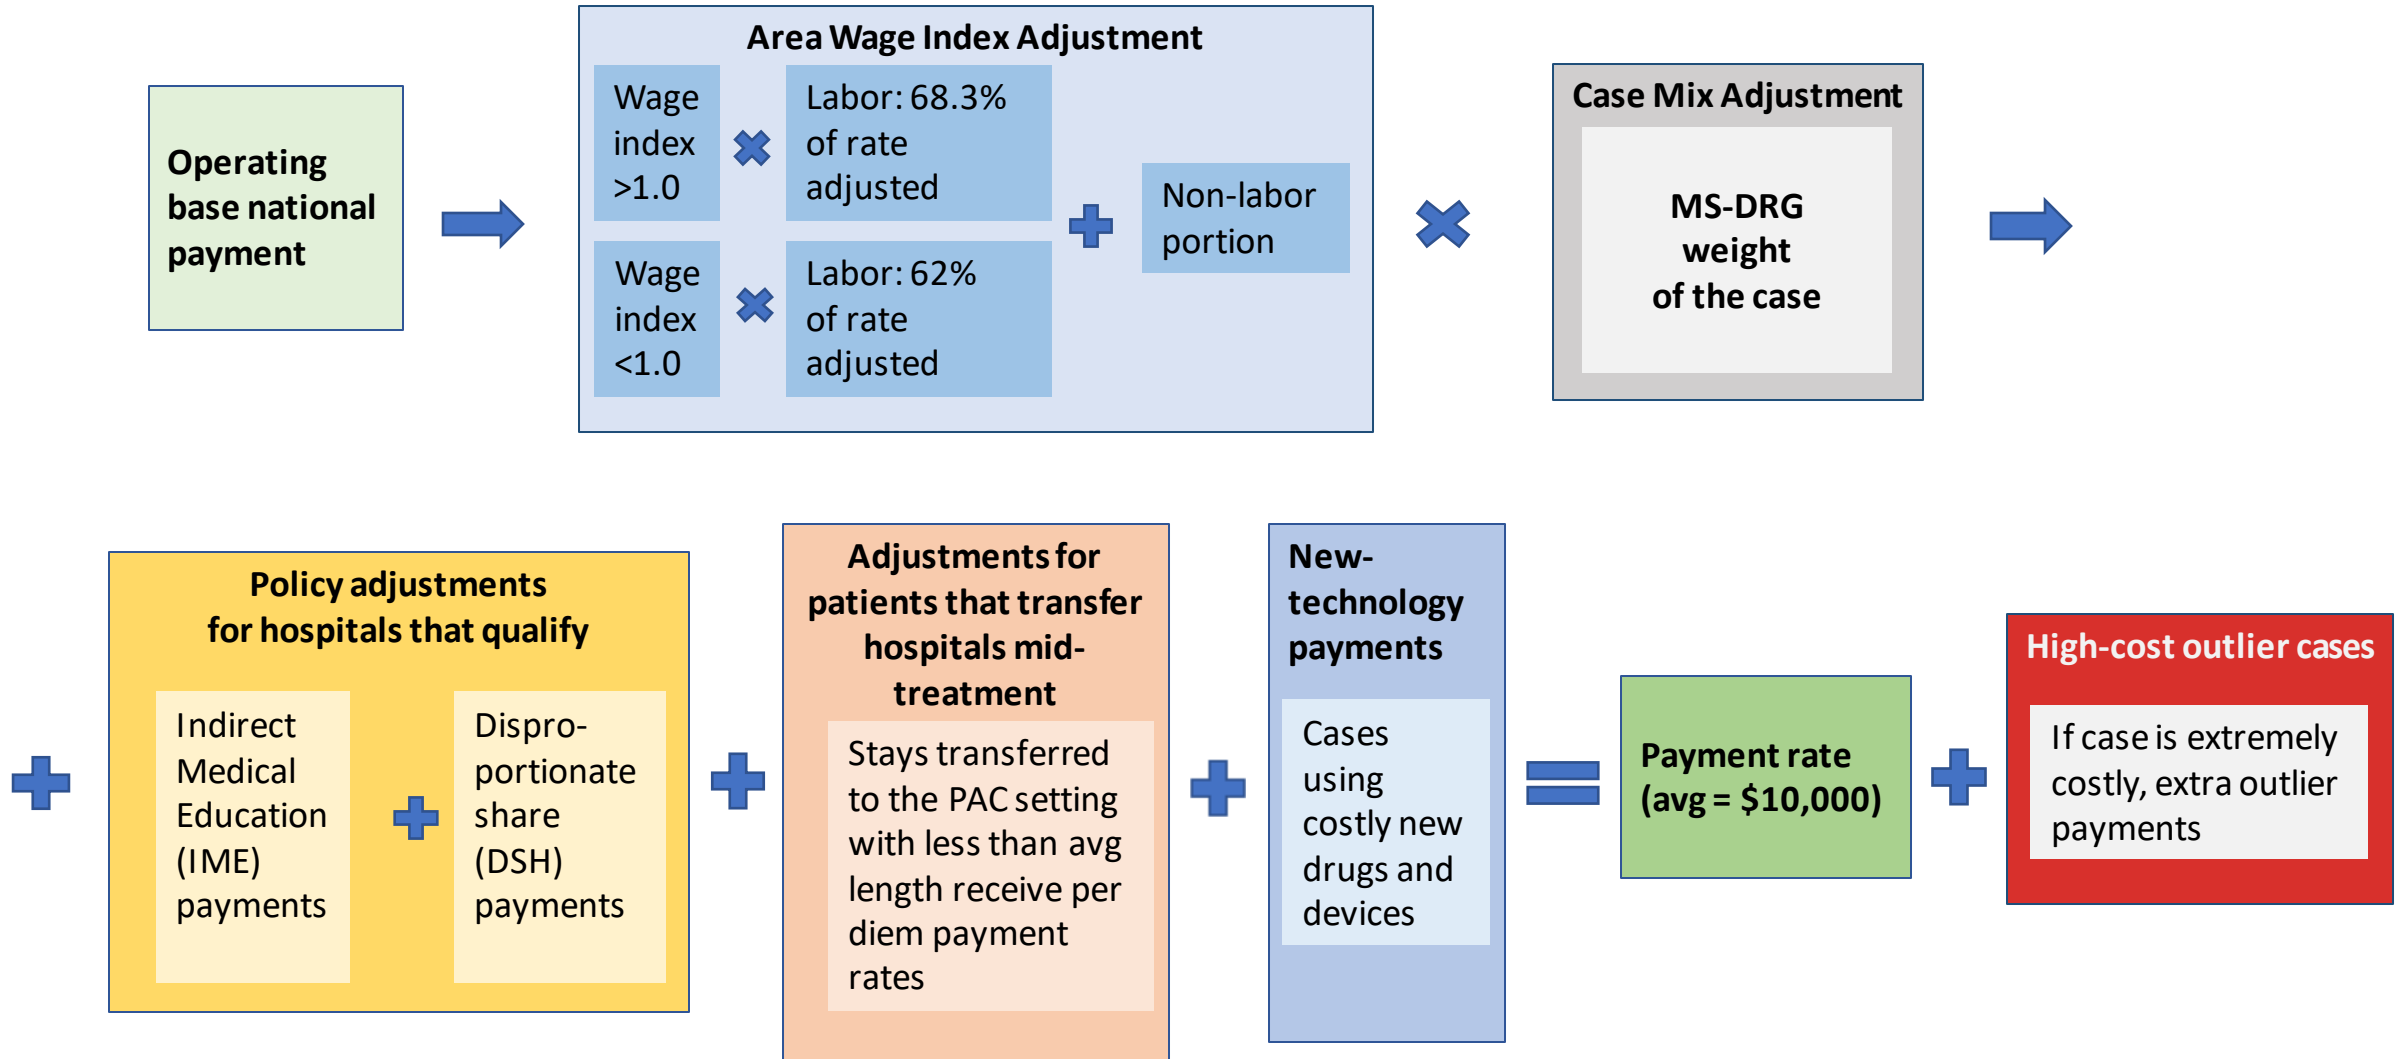 Operating
base national
payment
Area Wage Index Adjustment
Wage
index
>1.0
Labor: 68.3%
of rate
adjusted
Wage
index
<1.0
Labor: 62%
of rate
adjusted
Non-labor
portion
Case Mix Adjustment
MS-DRG
weight
of the case
Policy adjustments
for hospitals that qualify
Indirect
Medical
Education
(IME)
payments
Dispro-
portionate
share
(DSH)
payments
Adjustments for
patients that transfer
hospitals mid-
treatment
Stays transferred
to the PAC setting
with less than avg
length receive per
diem payment
rates
New-
technology
payments
Cases
using
costly new
drugs and
devices
Payment rate
(avg = $10,000)
High-cost outlier cases
If case is extremely
costly, extra outlier
payments